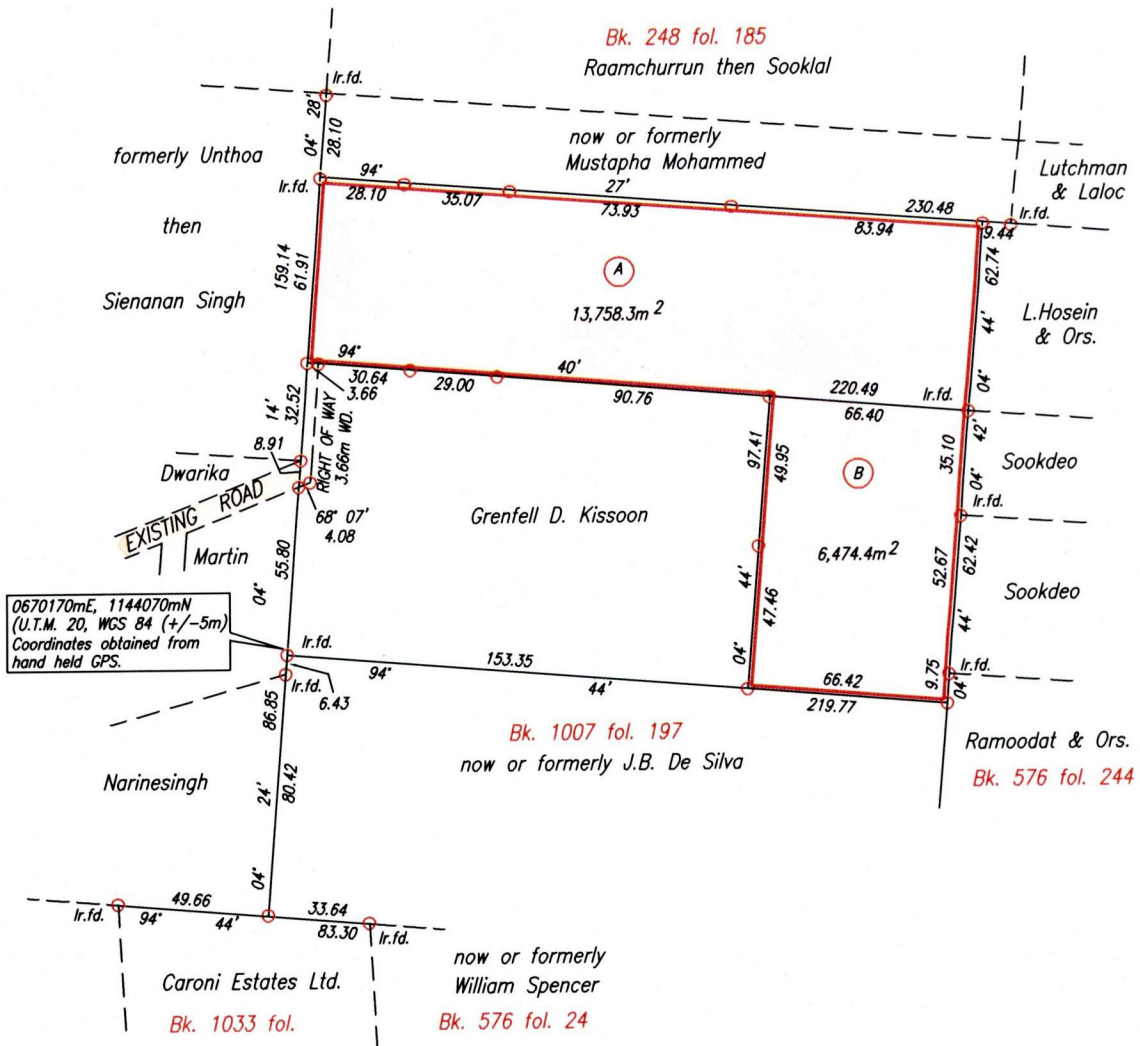 Bk. 248 fol. 185
Raamchurrun then Sooklal
Ir.fd.
28'
28.10
04°
formerly Unthoa
now or formerly
Mustapha Mohammed
Lutchman
& Laloc
94°
27'
230.48
Ir.fd.
28.10
35.07
73.93
83.94
9.44
Ir.fd.
then
Sienanan Singh
159.14
61.91
A
13,758.3m²
62.74
44'
04°
L.Hosein
& Ors.
94°
30.64
3.66
29.00
40'
90.76
220.49
66.40
Ir.fd.
14'
32.52
8.91
RIGHT OF WAY
3.66m WD.
Dwarika
EXISTING ROAD
Martin
68° 07'
4.08
Grenfell D. Kissoon
97.41
49.95
B
6,474.4m²
42'
35.10
04°
Sookdeo
Ir.fd.
62.42
52.67
44'
Sookdeo
55.80
04°
44'
47.46
04°
0670170mE, 1144070mN
(U.T.M. 20, WGS 84 (+/-5m)
Coordinates obtained from
hand held GPS.
Ir.fd.
153.35
94°
44'
66.42
219.77
9.75
Ir.fd.
04°
Ir.fd.
6.43
86.85
Bk. 1007 fol. 197
now or formerly J.B. De Silva
Ramoodat & Ors.
Bk. 576 fol. 244
Narinesingh
24'
80.42
04°
Ir.fd.
49.66
94°
44'
33.64
83.30
Ir.fd.
Caroni Estates Ltd.
Bk. 1033 fol.
now or formerly
William Spencer
Bk. 576 fol. 24